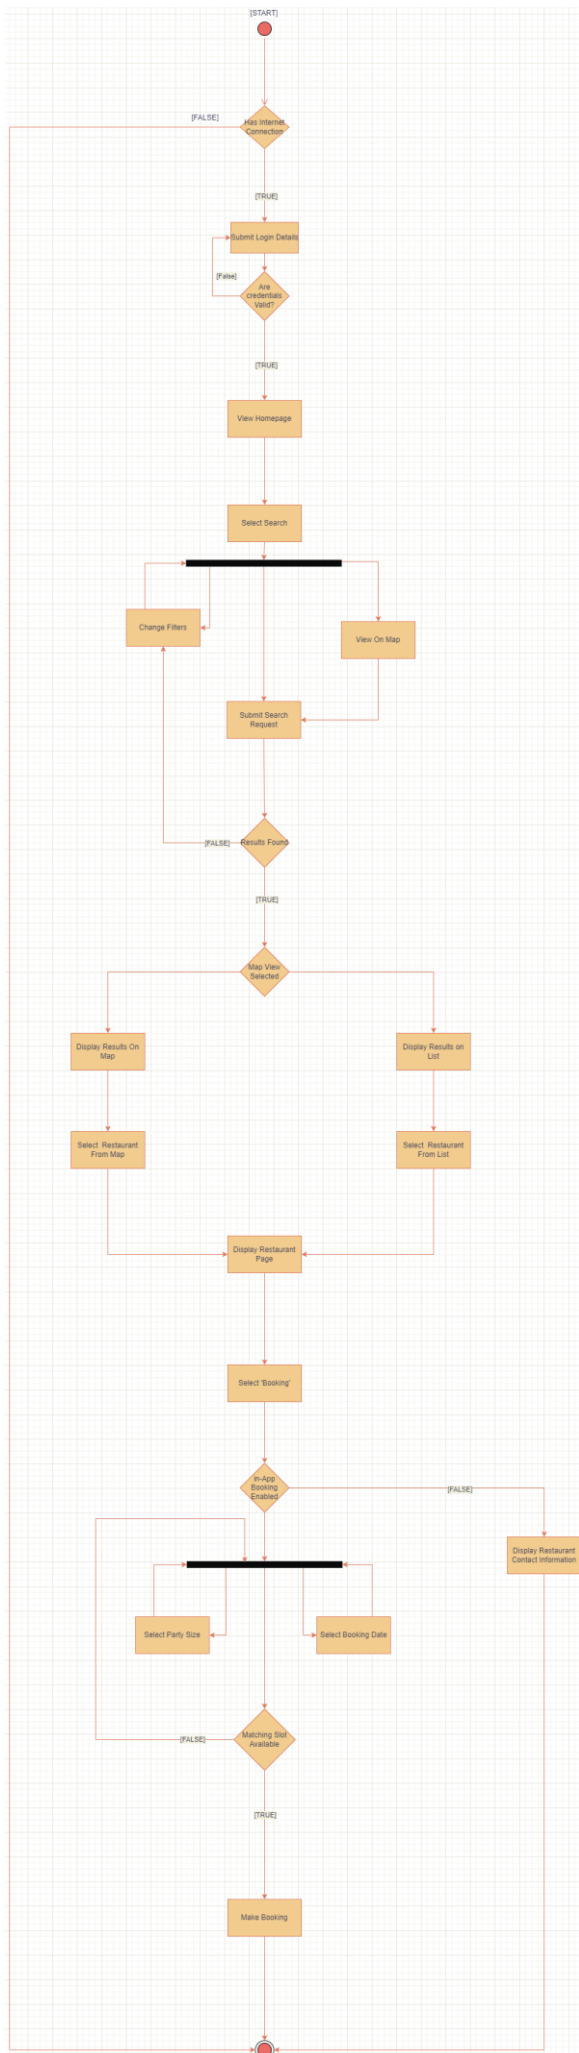 [START]
Has Internet
Connection
[FALSE]
[TRUE]
Submit Login Details
[False]
Are
credentials
Valid?
[TRUE]
View Homepage
Select Search
Change Filters
View On Map
Submit Search
Request
[FALSE]
Results Found
[TRUE]
Map View
Selected
Display Results On
Map
Display Results on
List
Select Restaurant
From Map
Select Restaurant
From List
Display Restaurant
Page
Select 'Booking'
in-App
Booking
Enabled
[FALSE]
Display Restaurant
Contact Information
Select Party Size
Select Booking Date
Matching Slot
Available
[FALSE]
[TRUE]
Make Booking